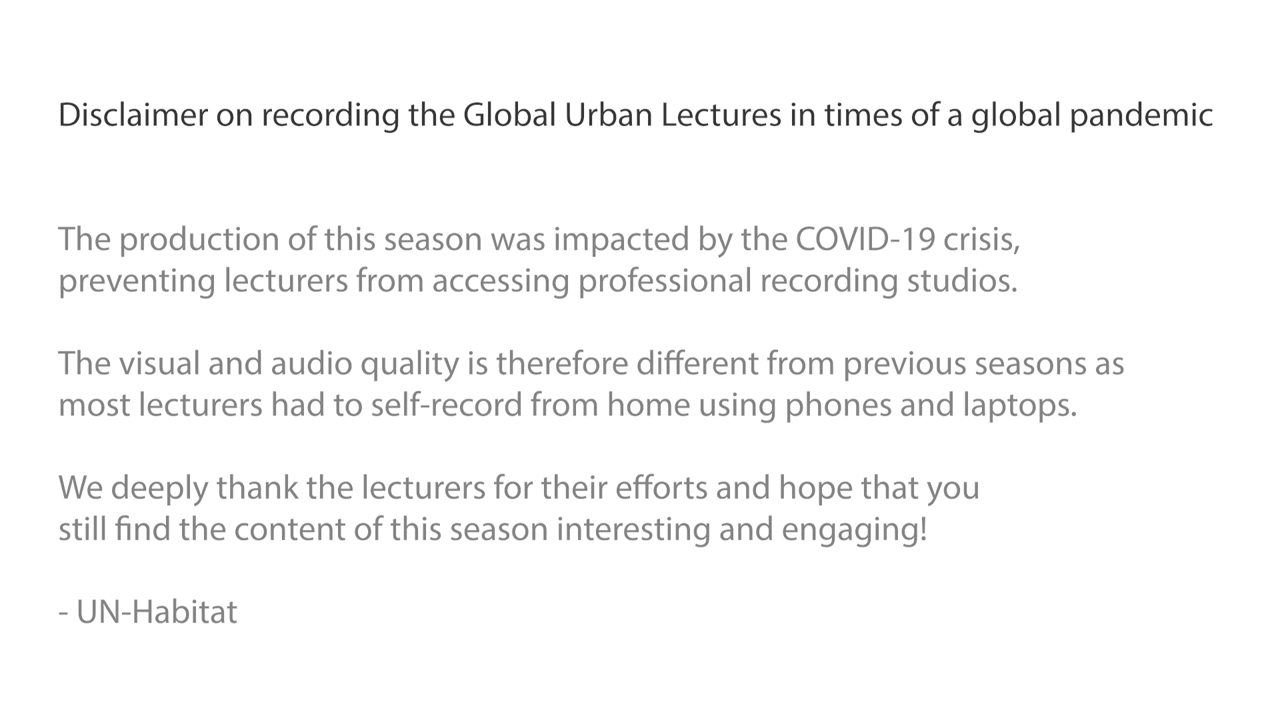 Disclaimer on recording the Global Urban Lectures in times of a global pandemic
The production of this season was impacted by the COVID-19 crisis,
preventing lecturers from accessing professional recording studios.
The visual and audio quality is therefore different from previous seasons as
most lecturers had to self-record from home using phones and laptops.
We deeply thank the lecturers for their efforts and hope that you
still find the content of this season interesting and engaging!
- UN-Habitat